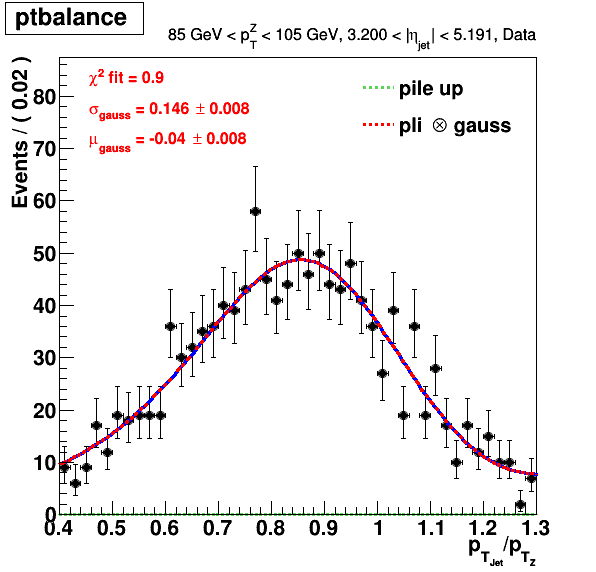 ptbalance
85 GeV < p_T^Z < 105 GeV, 3.200 < |η_jet| < 5.191, Data
χ² fit = 0.9
σ_gauss = 0.146 ± 0.008
μ_gauss = -0.04 ± 0.008
pile up
pli ⊗ gauss
Events / ( 0.02 )
80
70
60
50
40
30
20
10
0
0.4 0.5 0.6 0.7 0.8 0.9 1 1.1 1.2 1.3
p_T_Jet/p_T_Z